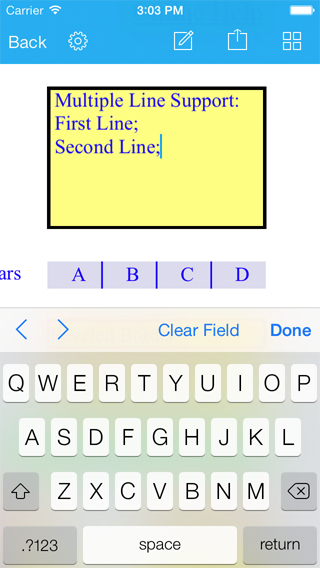 Carrier 3:03 PM
Back
Multiple Line Support:
First Line;
Second Line;
ars A B C D
Clear Field Done
Q W E R T Y U I O P
A S D F G H J K L
Z X C V B N M
.?123 space return